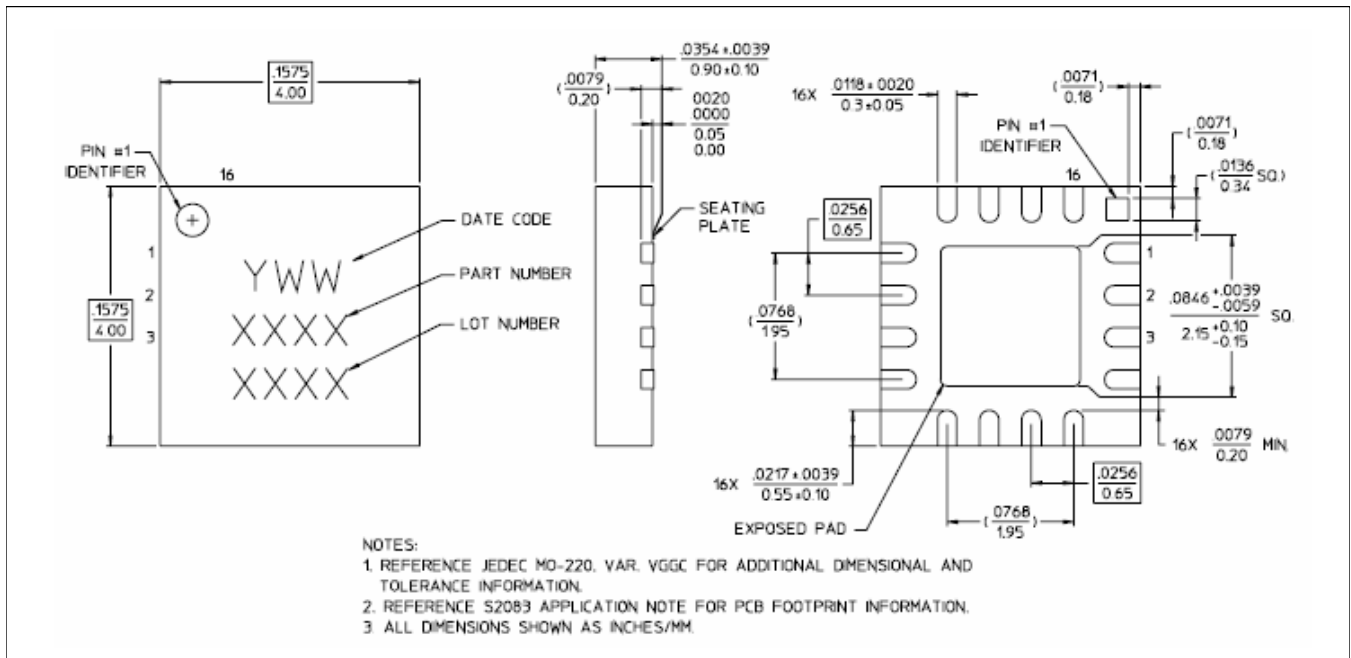 .1575
4.00
PIN #1
IDENTIFIER
16
1
2
3
.1575
4.00
YWW
XXXX
XXXX
DATE CODE
PART NUMBER
LOT NUMBER
.0354±.0039
0.90±0.10
(.0079
0.20)
0020
0000
0.05
0.00
SEATING
PLATE
16X .0118±0020
0.3±0.05
(.0071
0.18)
PIN #1
IDENTIFIER
16
(.0071
0.18)
(.0136
0.34 SQ.)
.0256
0.65
(.0768
1.95)
1
2
3
.0846 +.0039
-.0059
2.15 +0.10
-0.15
SQ.
16X .0079
0.20 MIN.
16X .0217±.0039
0.55±0.10
.0256
0.65
(.0768
1.95)
EXPOSED PAD
NOTES:
1. REFERENCE JEDEC MO-220, VAR. VGGC FOR ADDITIONAL DIMENSIONAL AND
TOLERANCE INFORMATION.
2. REFERENCE S2083 APPLICATION NOTE FOR PCB FOOTPRINT INFORMATION.
3 ALL DIMENSIONS SHOWN AS INCHES/MM.